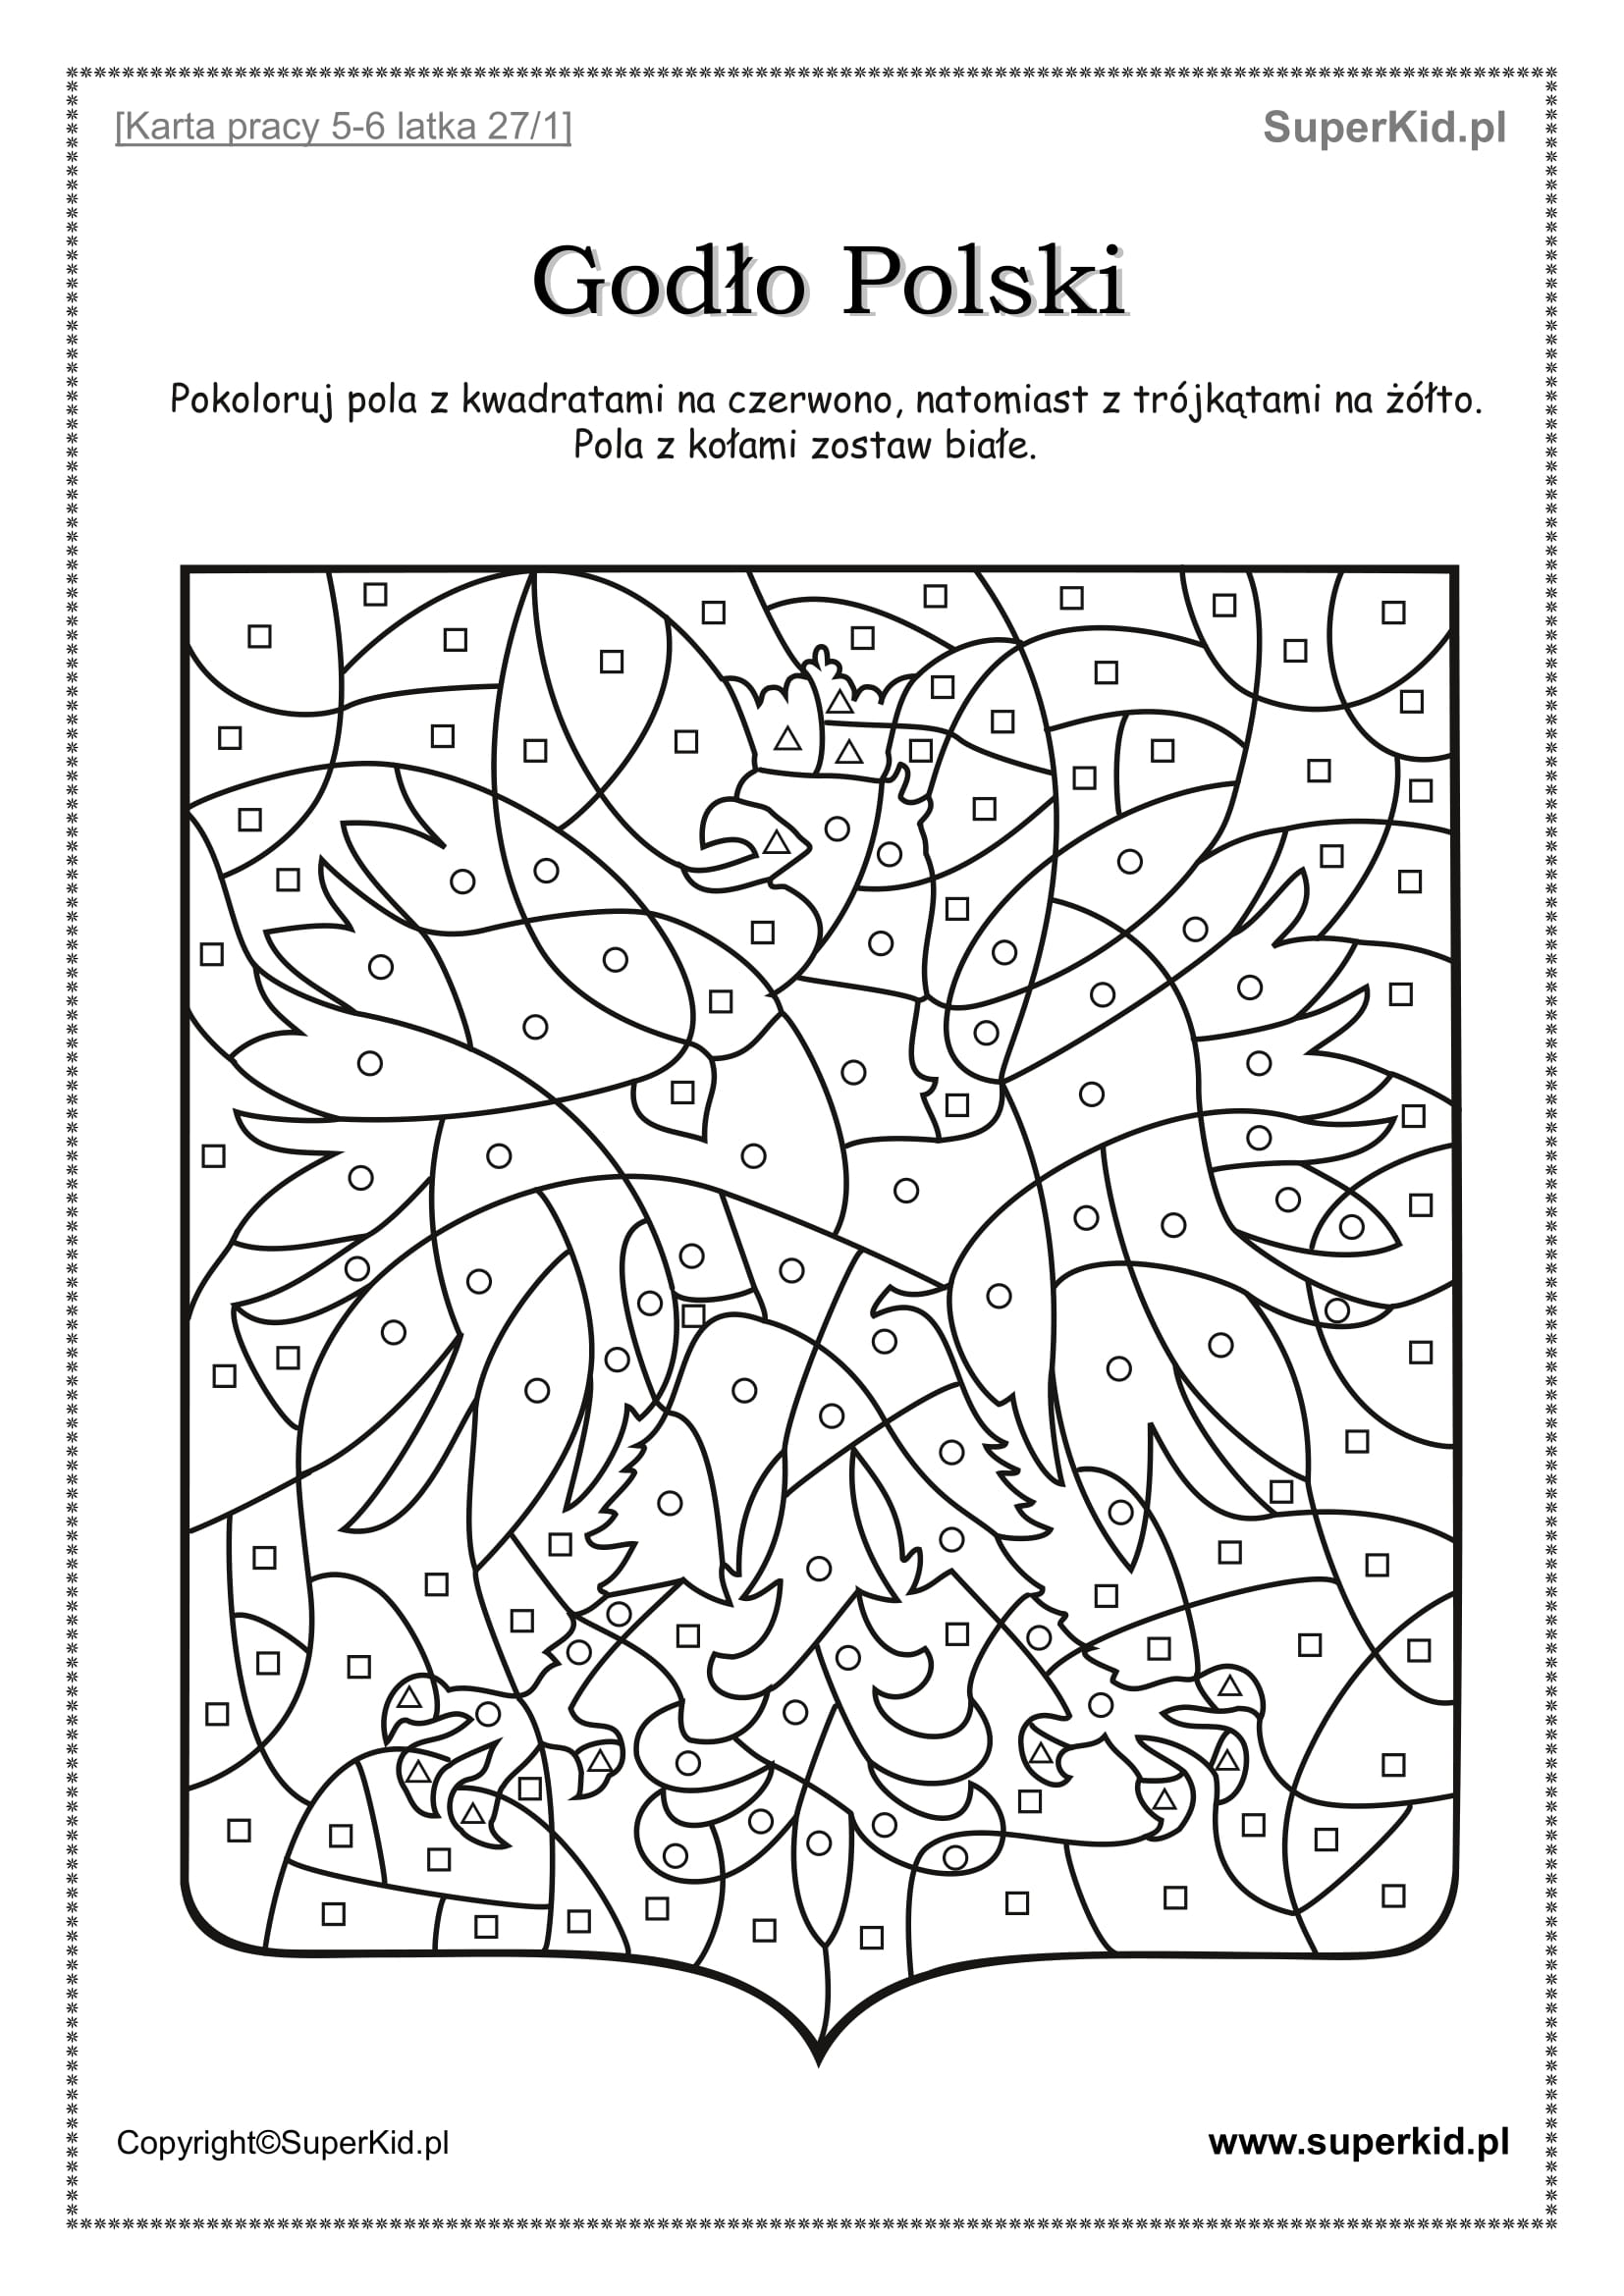 [Karta pracy 5-6 latka 27/1]
SuperKid.pl
Godło Polski
Pokoloruj pola z kwadratami na czerwono, natomiast z trójkątami na żółto.
Pola z kołami zostaw białe.
Copyright©SuperKid.pl
www.superkid.pl